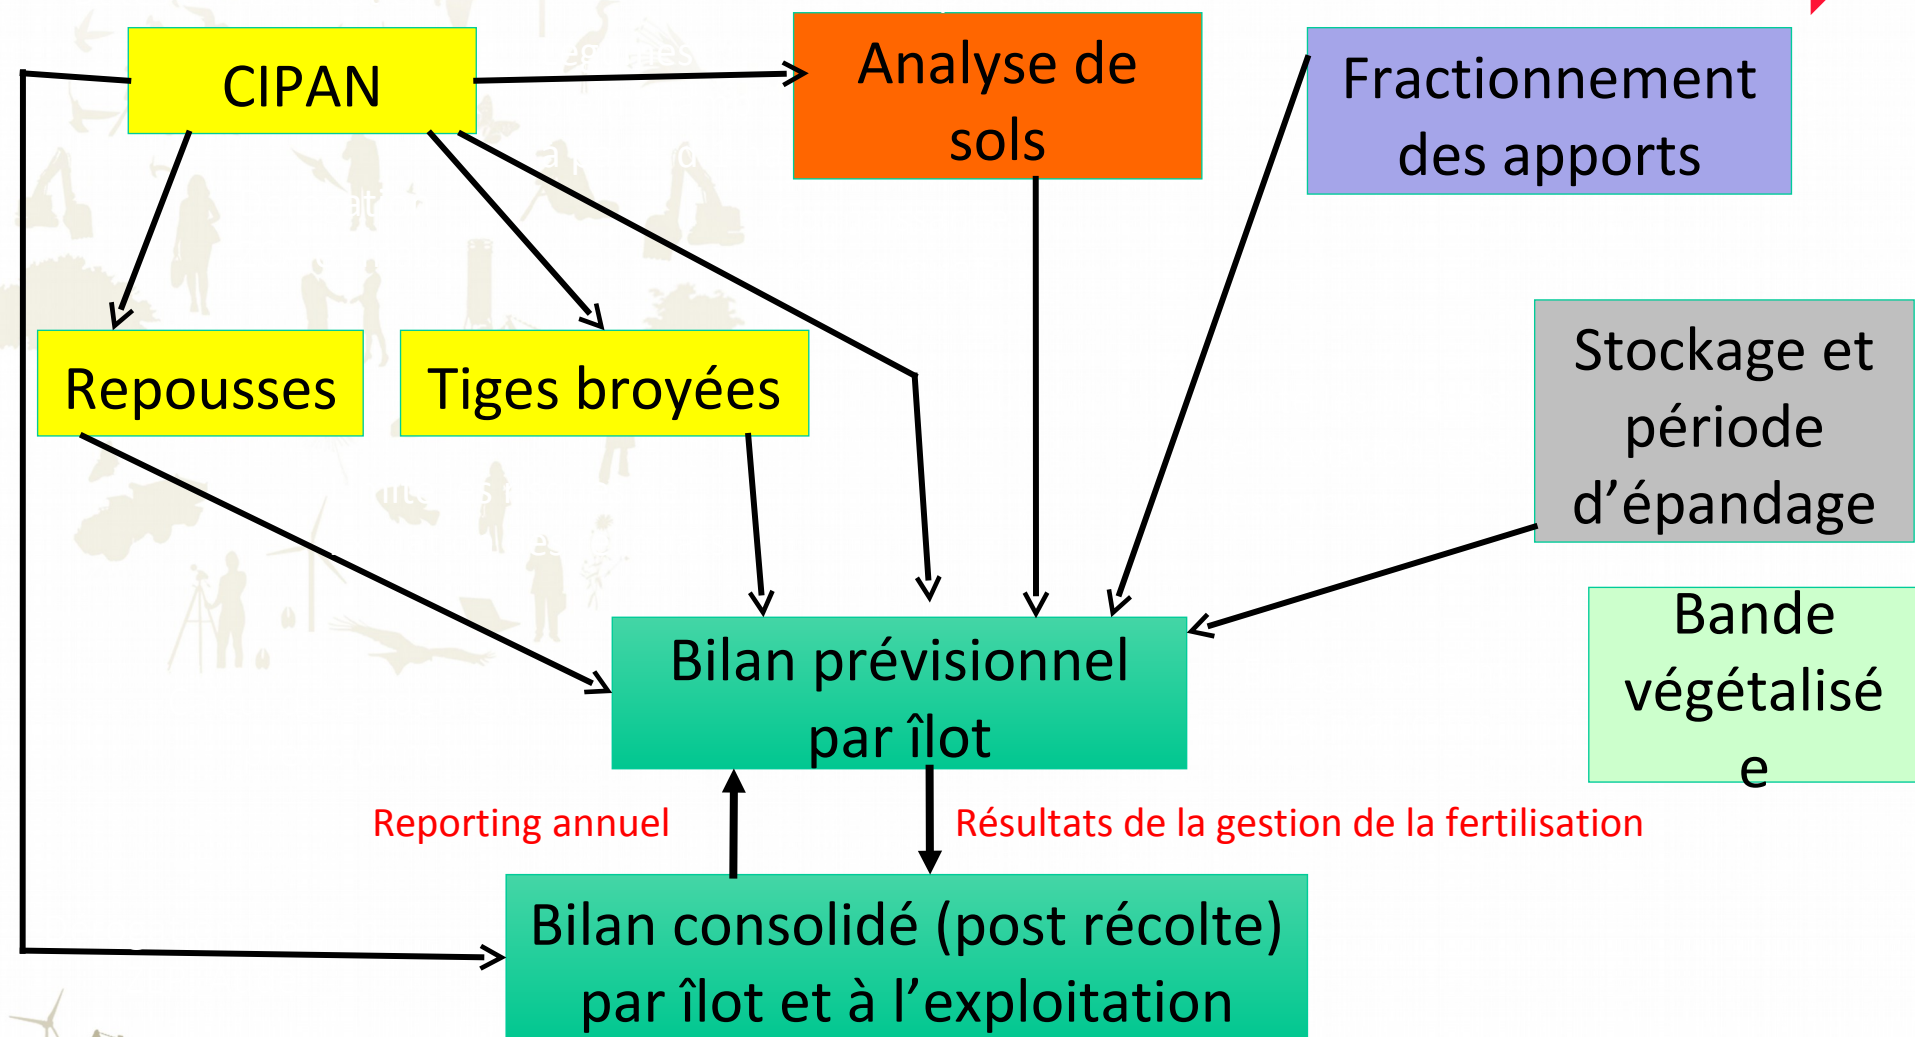 CIPAN
Analyse de
sols
Fractionnement
des apports
Repousses
Tiges broyées
Stockage et
période
d’épandage
Bande
végétalisé
e
Bilan prévisionnel
par îlot
Reporting annuel
Résultats de la gestion de la fertilisation
Bilan consolidé (post récolte)
par îlot et à l’exploitation